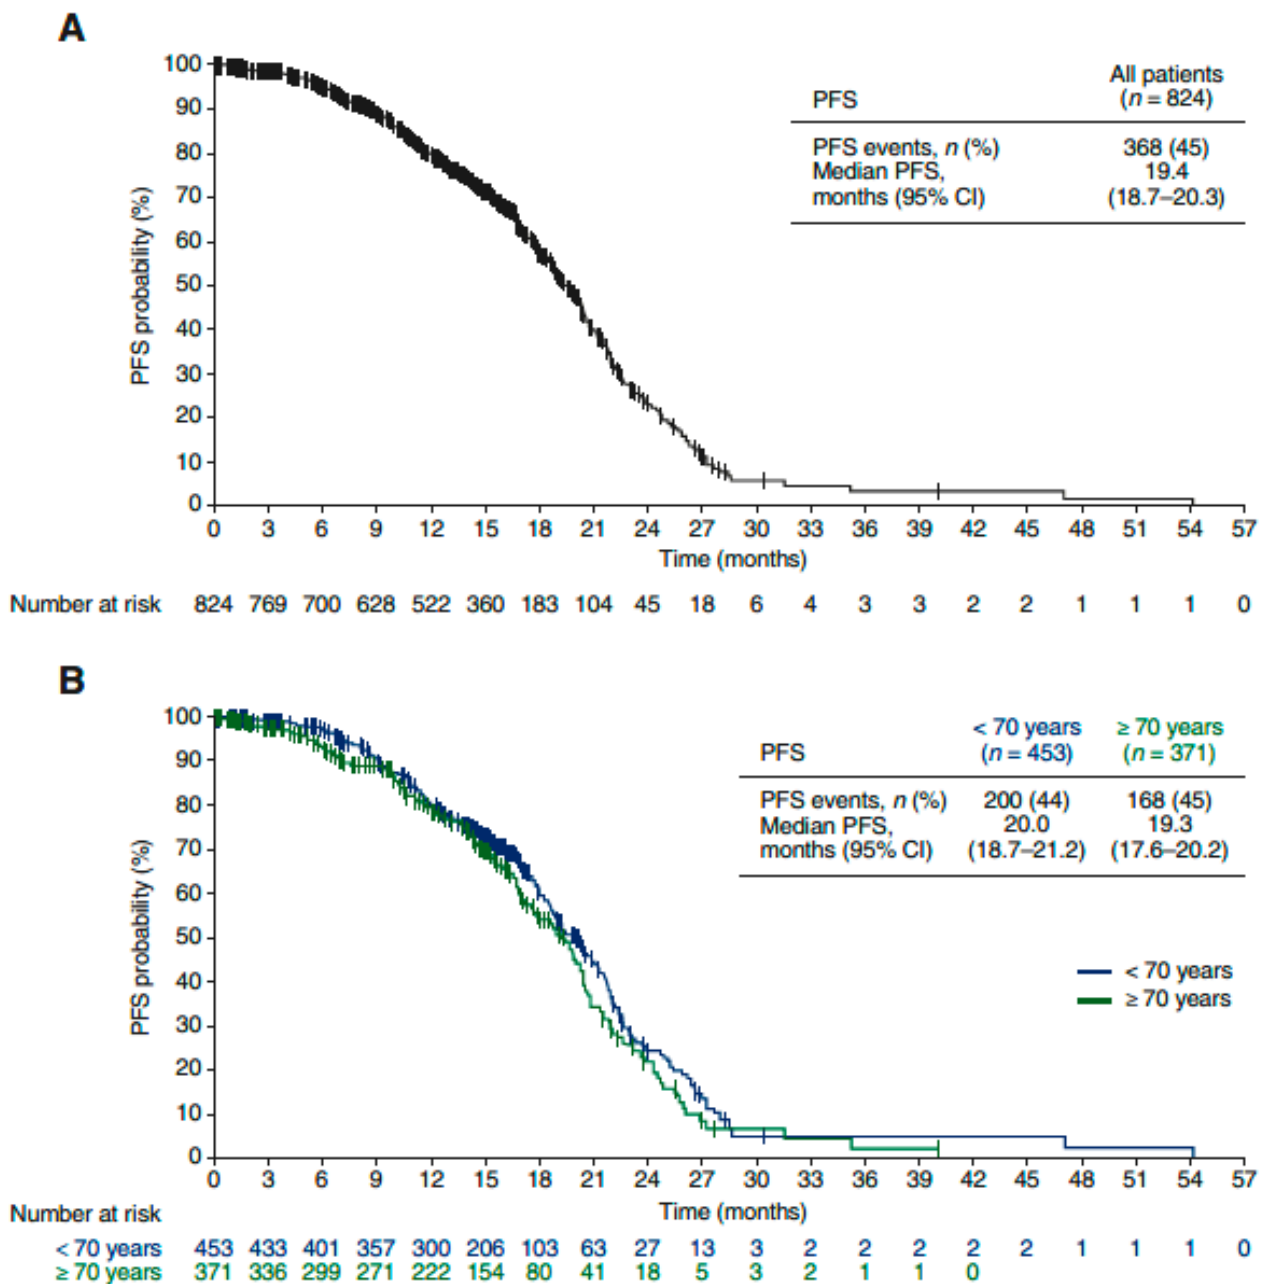 A
100
90
80
70
60
50
40
30
20
10
0
PFS probability (%)
PFS
All patients
(n = 824)
PFS events, n (%) 368 (45)
Median PFS, 19.4
months (95% CI) (18.7–20.3)
0 3 6 9 12 15 18 21 24 27 30 33 36 39 42 45 48 51 54 57
Time (months)
Number at risk 824 769 700 628 522 360 183 104 45 18 6 4 3 3 2 2 1 1 1 0
B
100
90
80
70
60
50
40
30
20
10
0
PFS probability (%)
< 70 years ≥ 70 years
PFS (n = 453) (n = 371)
PFS events, n (%) 200 (44) 168 (45)
Median PFS, 20.0 19.3
months (95% CI) (18.7–21.2) (17.6–20.2)
< 70 years
≥ 70 years
0 3 6 9 12 15 18 21 24 27 30 33 36 39 42 45 48 51 54 57
Time (months)
Number at risk
< 70 years 453 433 401 357 300 206 103 63 27 13 3 2 2 2 2 2 1 1 1 0
≥ 70 years 371 336 299 271 222 154 80 41 18 5 3 2 1 1 0